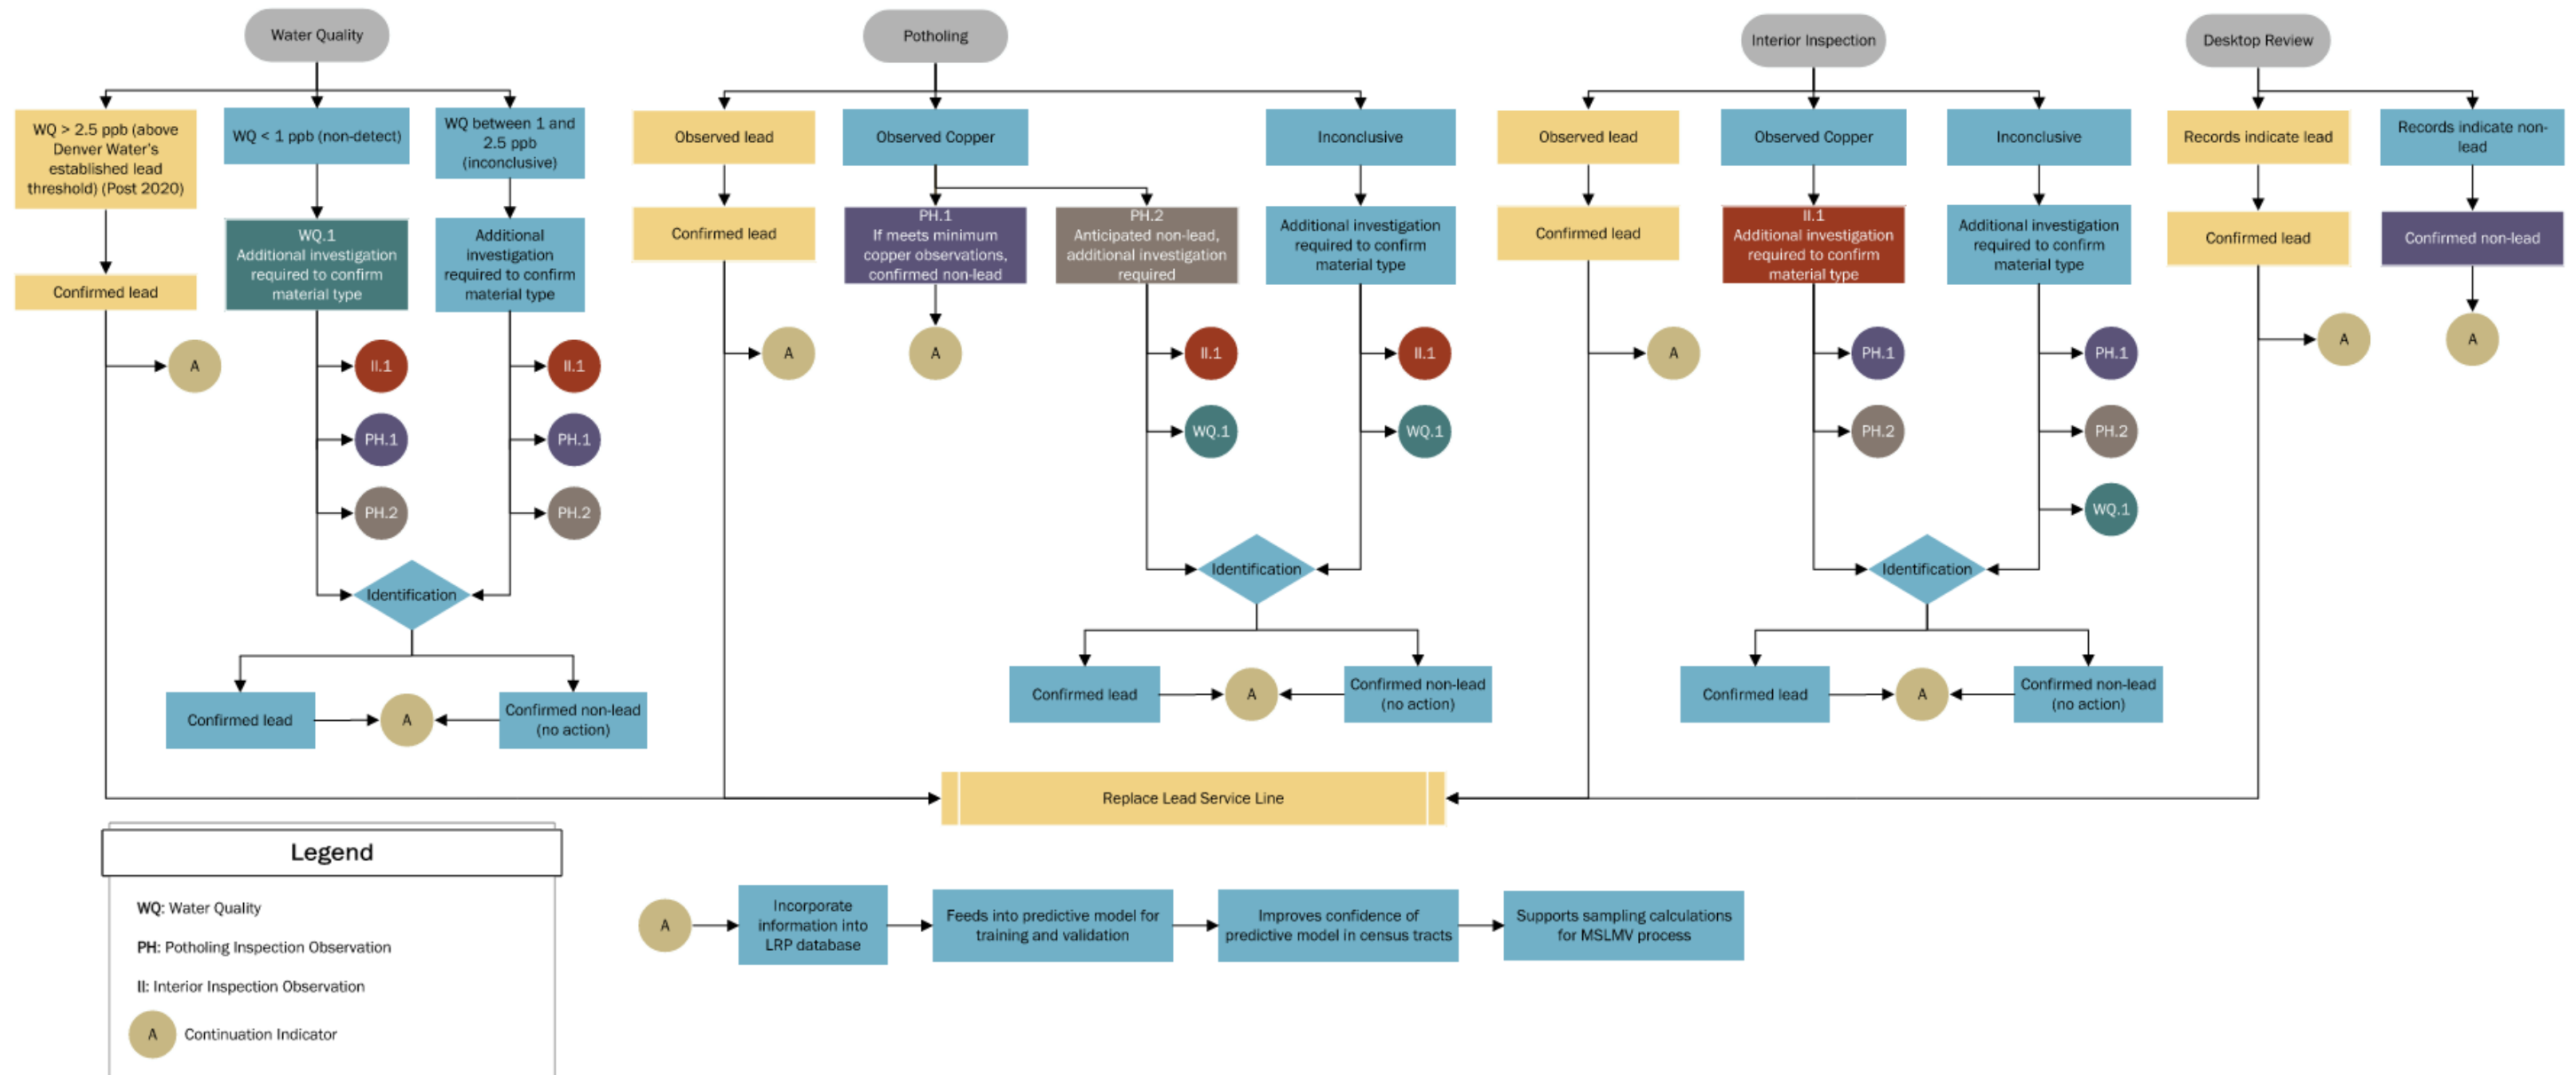 Water Quality
Potholing
Interior Inspection
Desktop Review
WQ > 2.5 ppb (above
Denver Water's
established lead
threshold) (Post 2020)
WQ < 1 ppb (non-detect)
WQ between 1 and
2.5 ppb
(inconclusive)
Observed lead
Observed Copper
Inconclusive
Observed lead
Observed Copper
Inconclusive
Records indicate lead
Records indicate non-
lead
Confirmed lead
WQ.1
Additional investigation
required to confirm
material type
Additional
investigation
required to confirm
material type
Confirmed lead
PH.1
If meets minimum
copper observations,
confirmed non-lead
PH.2
Anticipated non-lead,
additional investigation
required
Additional investigation
required to confirm
material type
Confirmed lead
II.1
Additional investigation
required to confirm
material type
Additional investigation
required to confirm
material type
Confirmed lead
Confirmed non-lead
A
II.1
II.1
A
A
II.1
II.1
A
PH.1
PH.1
A
A
PH.1
PH.1
WQ.1
WQ.1
PH.2
PH.2
PH.2
PH.2
WQ.1
Identification
Identification
Identification
Confirmed lead
A
Confirmed non-lead
(no action)
Confirmed lead
A
Confirmed non-lead
(no action)
Confirmed lead
A
Confirmed non-lead
(no action)
Replace Lead Service Line
Legend
WQ: Water Quality
PH: Potholing Inspection Observation
II: Interior Inspection Observation
A
Continuation Indicator
A
Incorporate
information into
LRP database
Feeds into predictive model for
training and validation
Improves confidence of
predictive model in census tracts
Supports sampling calculations
for MSLMV process